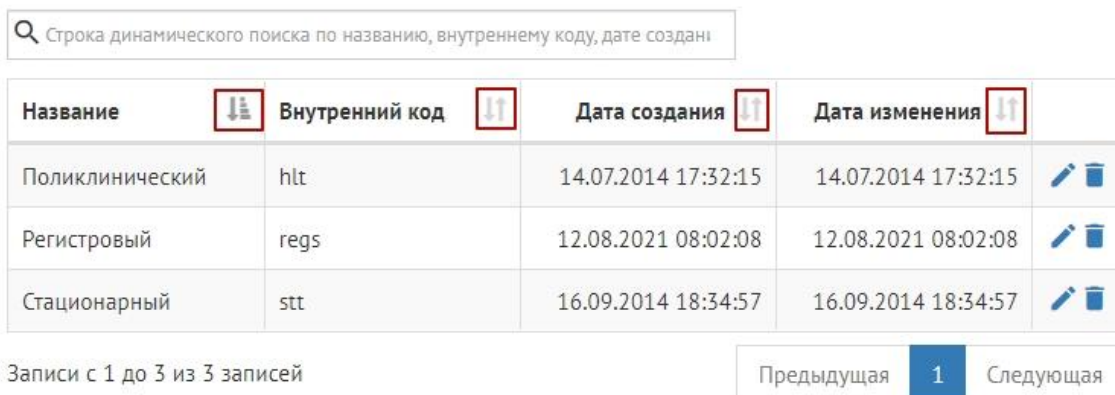 Строка динамического поиска по названию, внутреннему коду, дате создан
Название Внутренний код Дата создания Дата изменения
Поликлинический hlt 14.07.2014 17:32:15 14.07.2014 17:32:15
Регистровый regs 12.08.2021 08:02:08 12.08.2021 08:02:08
Стационарный stt 16.09.2014 18:34:57 16.09.2014 18:34:57
Записи с 1 до 3 из 3 записей Предыдущая 1 Следующая